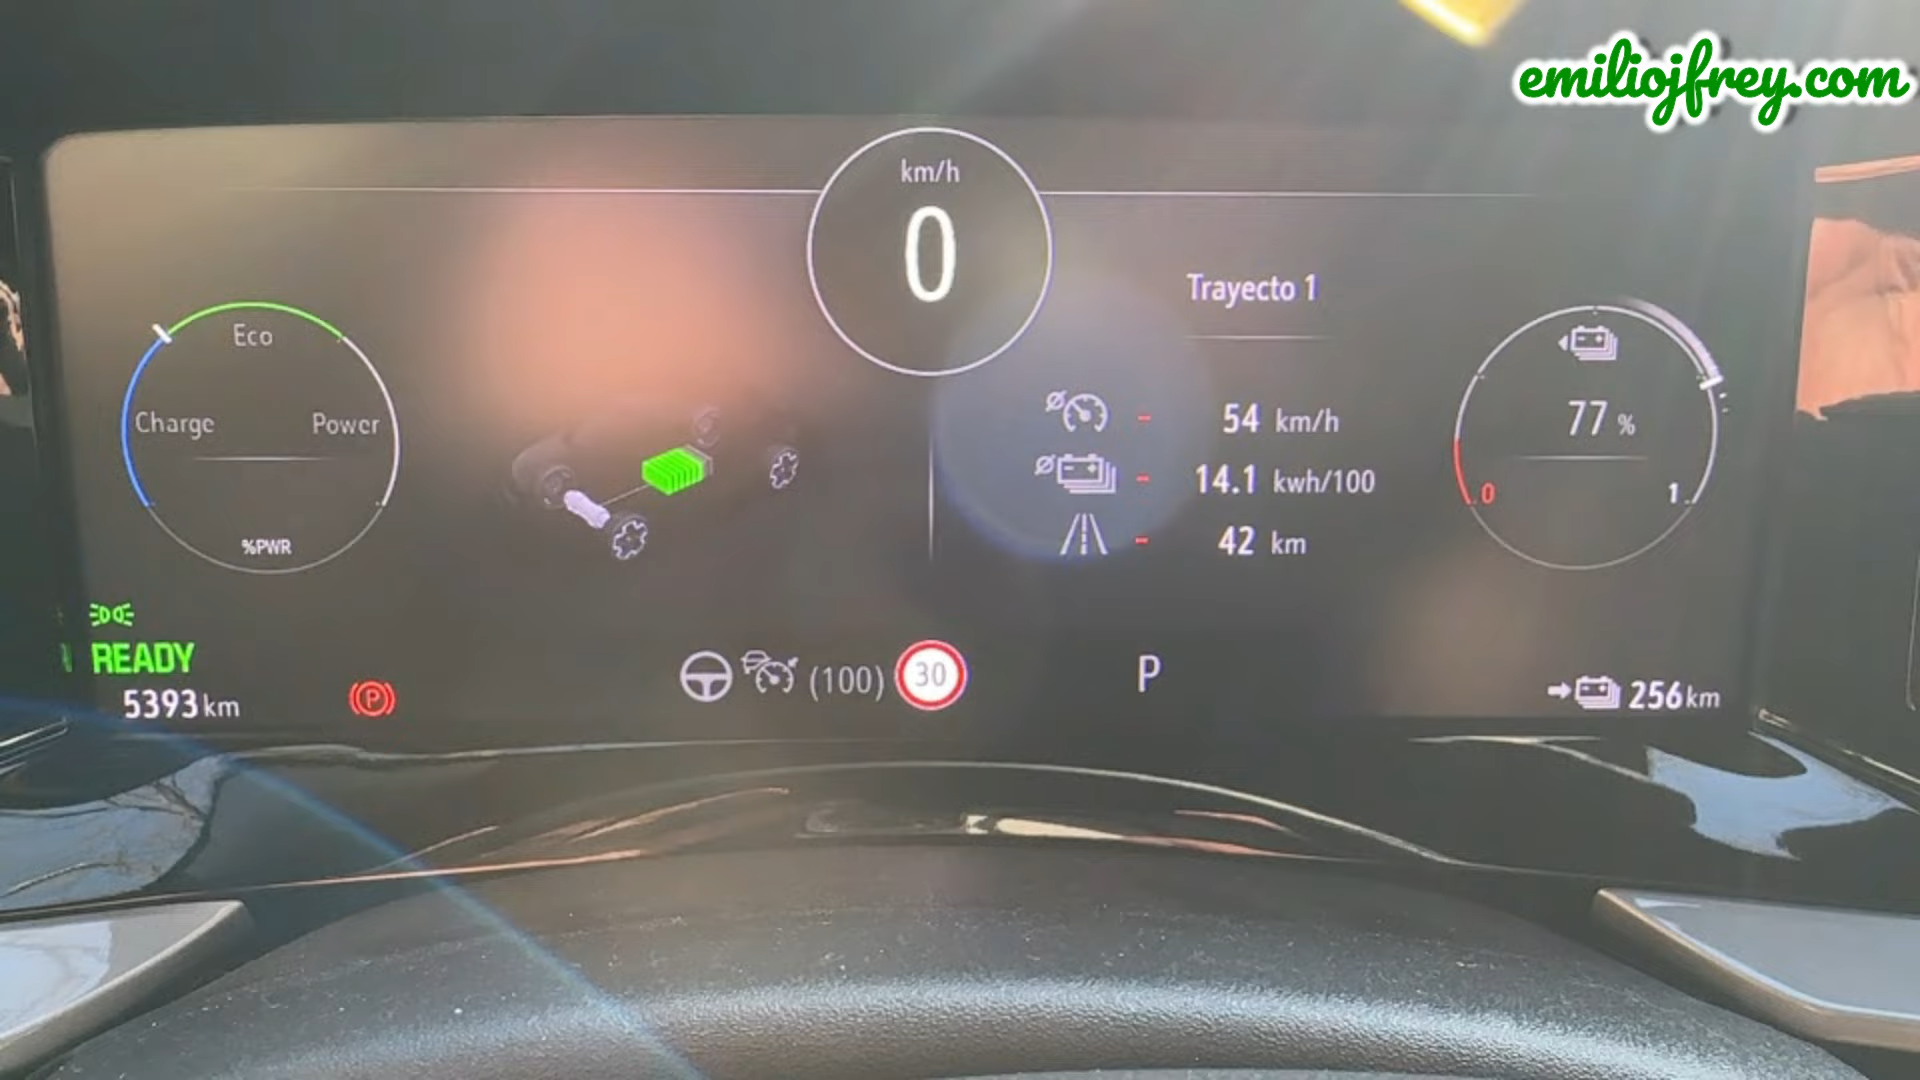 emiliojfrey.com
km/h
0
Trayecto 1
Eco
Charge Power
%PWR
54 km/h
14.1 kwh/100
42 km
77 %
0 1
READY
5393 km
P
(100)
30
P
256 km